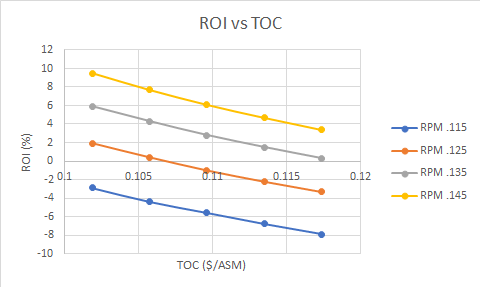 ROI vs TOC
12
10
8
6
4
2
0
-2
-4
-6
-8
-10
0.1 0.105 0.11 0.115 0.12
ROI (%)
TOC ($/ASM)
RPM .115
RPM .125
RPM .135
RPM .145